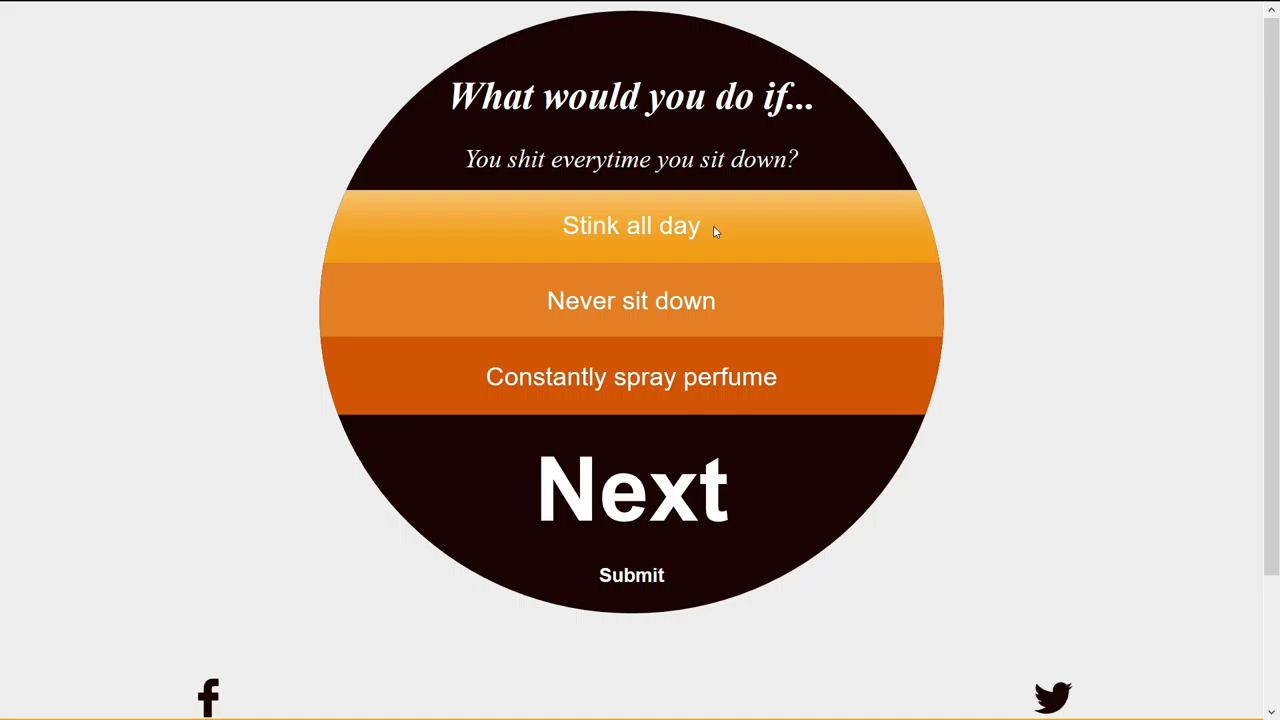 What would you do if...
You shit everytime you sit down?
Stink all day
Never sit down
Constantly spray perfume
Next
Submit